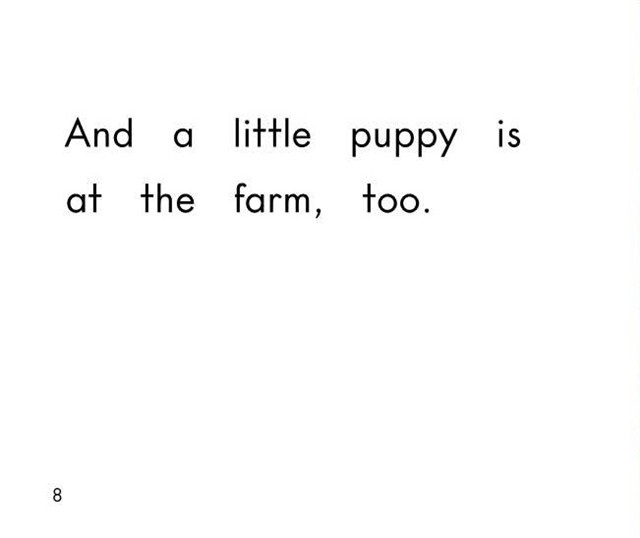 And a little puppy is
at the farm, too.
8